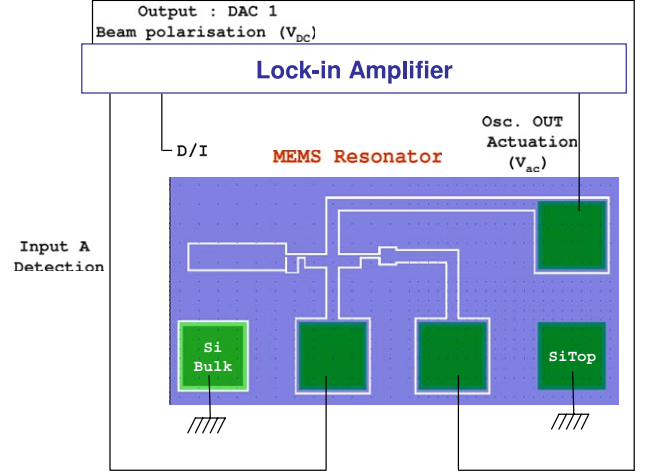 Output : DAC 1
Beam polarisation (VDC)
Lock-in Amplifier
Osc. OUT
Actuation
(Vac)
D/I
MEMS Resonator
Input A
Detection
Si
Bulk
SiTop